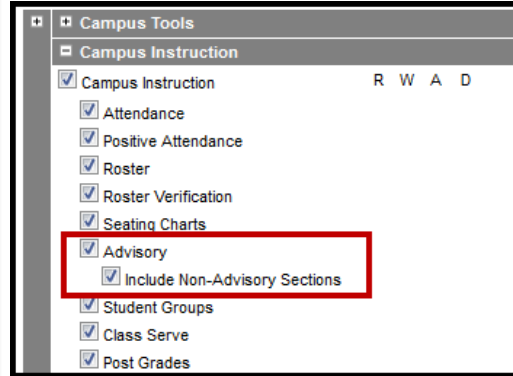 Campus Tools
Campus Instruction
Campus Instruction R W A D
Attendance
Positive Attendance
Roster
Roster Verification
Seating Charts
Advisory
Include Non-Advisory Sections
Student Groups
Class Serve
Post Grades